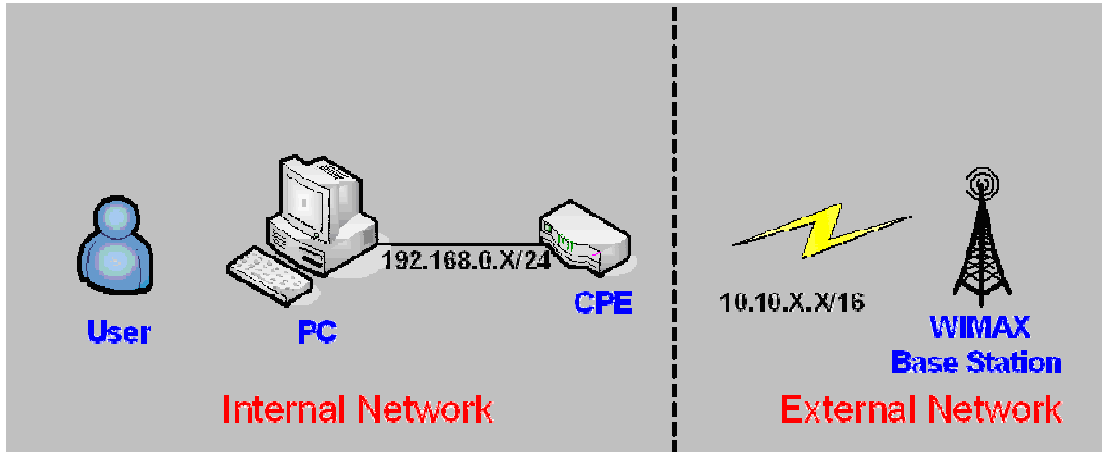 192.168.0.X/24
User
PC
CPE
10.10.X.X/16
WIMAX
Base Station
Internal Network
External Network